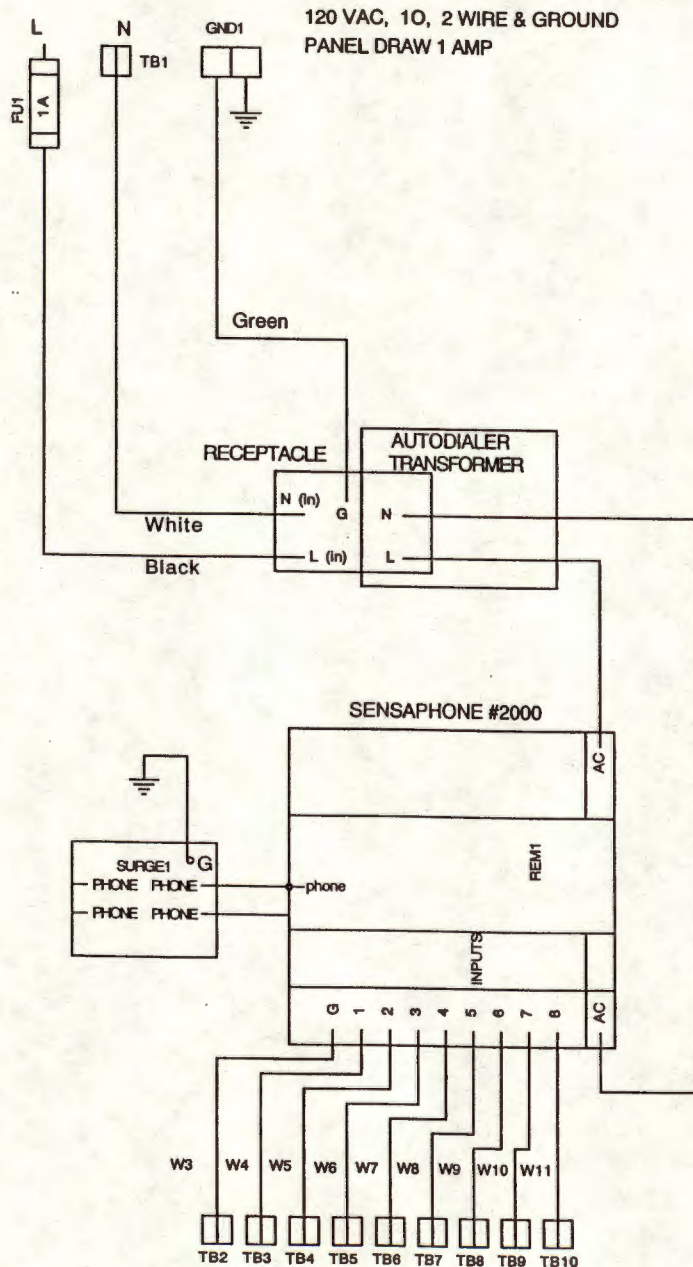 120 VAC, 1O, 2 WIRE & GROUND
PANEL DRAW 1 AMP
L
N
GND1
TB1
FU1
1A
Green
RECEPTACLE
AUTODIALER
TRANSFORMER
N (in)
G
N
White
L (in)
L
Black
SENSAPHONE #2000
AC
SURGE1
G
REM1
PHONE PHONE
phone
PHONE PHONE
INPUTS
G 1 2 3 4 5 6 7 8
AC
W3 W4 W5 W6 W7 W8 W9 W10 W11
TB2 TB3 TB4 TB5 TB6 TB7 TB8 TB9 TB10